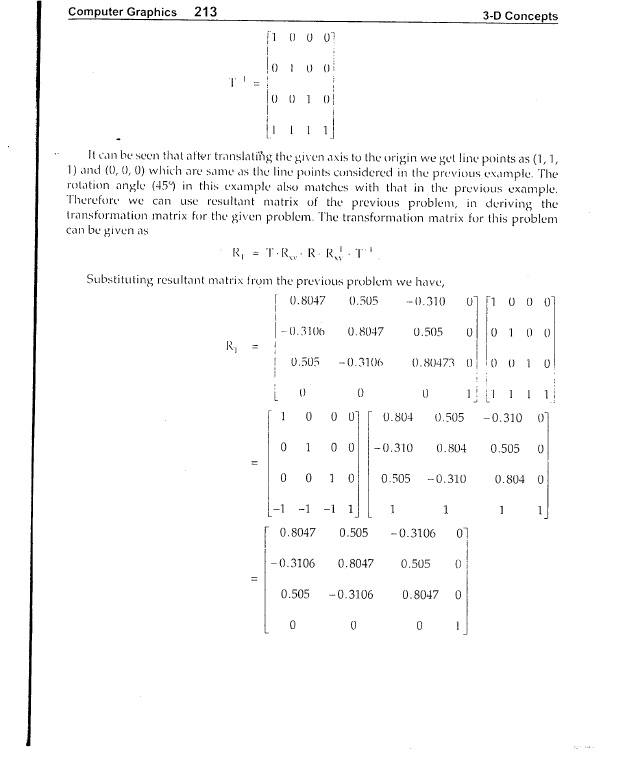 Computer Graphics 213
3-D Concepts
1 0 0 0
0 1 0 0
T⁻¹ =
0 0 1 0
1 1 1 1
It can be seen that after translating the given axis to the origin we get line points as (1, 1,
1) and (0, 0, 0) which are same as the line points considered in the previous example. The
rotation angle (45°) in this example also matches with that in the previous example.
Therefore we can use resultant matrix of the previous problem, in deriving the
transformation matrix for the given problem. The transformation matrix for this problem
can be given as
Substituting resultant matrix from the previous problem we have,
0.8047 0.505 −0.310 0 1 0 0 0
−0.3106 0.8047 0.505 0 0 1 0 0
=
0.505 −0.3106 0.80473 0 0 0 1 0
0 0 0 1 1 1 1 1
1 0 0 0 0.804 0.505 −0.310 0
0 1 0 0 −0.310 0.804 0.505 0
=
0 0 1 0 0.505 −0.310 0.804 0
−1 −1 −1 1 1 1 1 1
0.8047 0.505 −0.3106 0
−0.3106 0.8047 0.505 0
=
0.505 −0.3106 0.8047 0
0 0 0 1